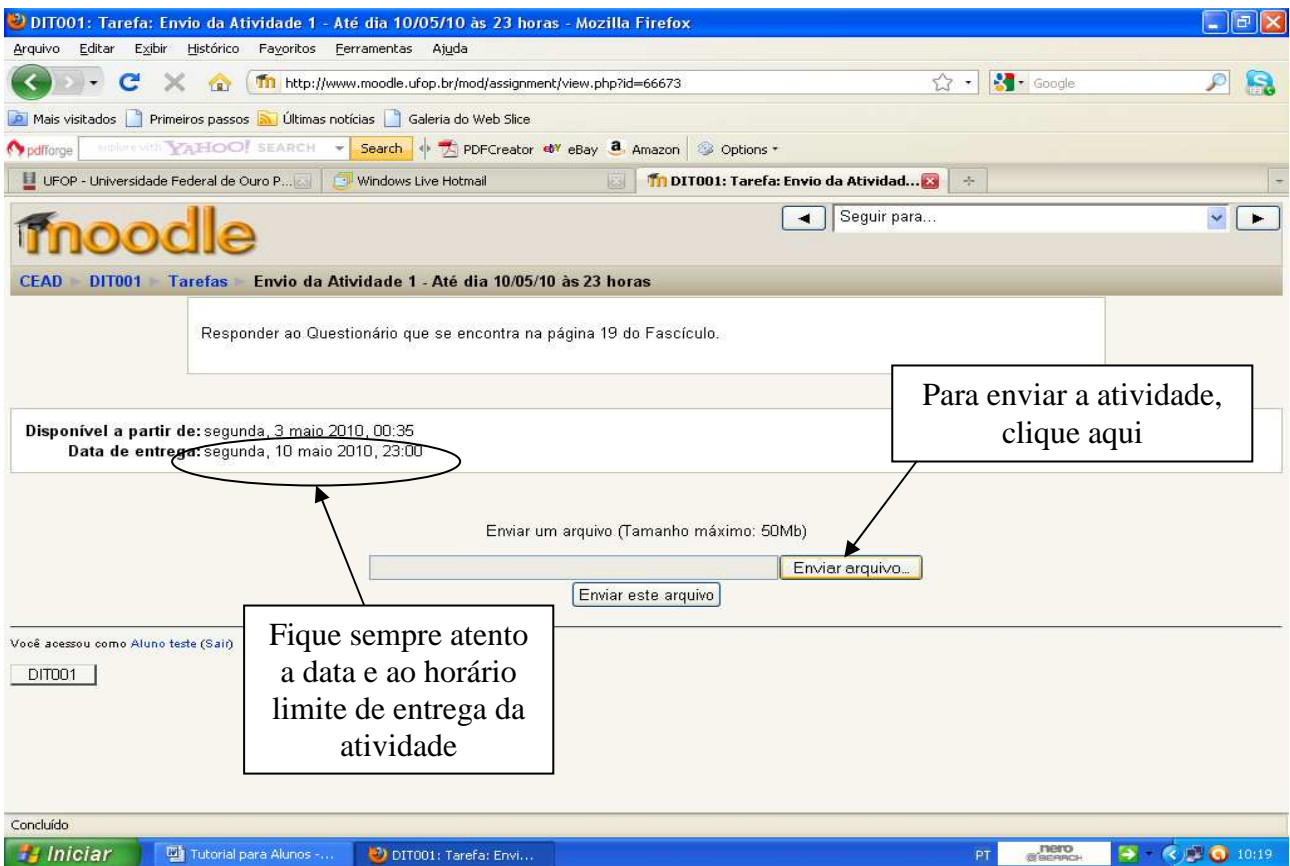 DIT001: Tarefa: Envio da Atividade 1 - Até dia 10/05/10 às 23 horas - Mozilla Firefox
Arquivo Editar Exibir Histórico Favoritos Ferramentas Ajuda
http://www.moodle.ufop.br/mod/assignment/view.php?id=66673 Google
Mais visitados Primeiros passos Últimas notícias Galeria do Web Slice
pdfforge explore with YAHOO! SEARCH Search PDFCreator eBay Amazon Options
UFOP - Universidade Federal de Ouro P... Windows Live Hotmail DIT001: Tarefa: Envio da Atividad...
moodle
Seguir para...
CEAD DIT001 Tarefas Envio da Atividade 1 - Até dia 10/05/10 às 23 horas
Responder ao Questionário que se encontra na página 19 do Fascículo.
Para enviar a atividade,
clique aqui
Disponível a partir de: segunda, 3 maio 2010, 00:35
Data de entrega: segunda, 10 maio 2010, 23:00
Enviar um arquivo (Tamanho máximo: 50Mb)
Enviar arquivo...
Enviar este arquivo
Fique sempre atento
a data e ao horário
limite de entrega da
atividade
Você acessou como Aluno teste (Sair)
DIT001
Concluído
Iniciar Tutorial para Alunos -... DIT001: Tarefa: Envi... PT nero SEARCH 10:19